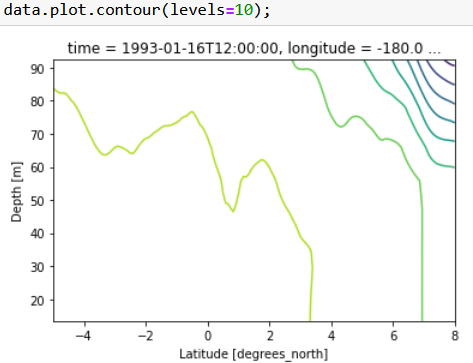 data.plot.contour(levels=10);
time = 1993-01-16T12:00:00, longitude = -180.0 ...
90
80
70
60
50
40
30
20
Depth [m]
−4 −2 0 2 4 6 8
Latitude [degrees_north]